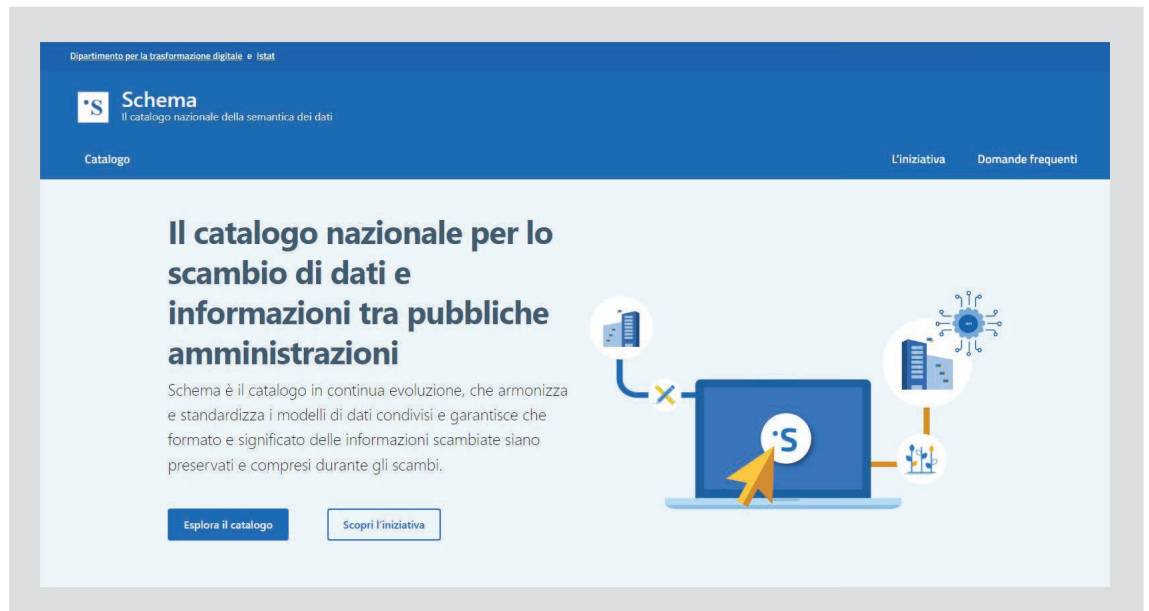 Dipartimento per la trasformazione digitale e Istat
Schema
Il catalogo nazionale della semantica dei dati
Catalogo
L'iniziativa
Domande frequenti
Il catalogo nazionale per lo
scambio di dati e
informazioni tra pubbliche
amministrazioni
Schema è il catalogo in continua evoluzione, che armonizza
e standardizza i modelli di dati condivisi e garantisce che
formato e significato delle informazioni scambiate siano
preservati e compresi durante gli scambi.
Esplora il catalogo
Scopri l'iniziativa